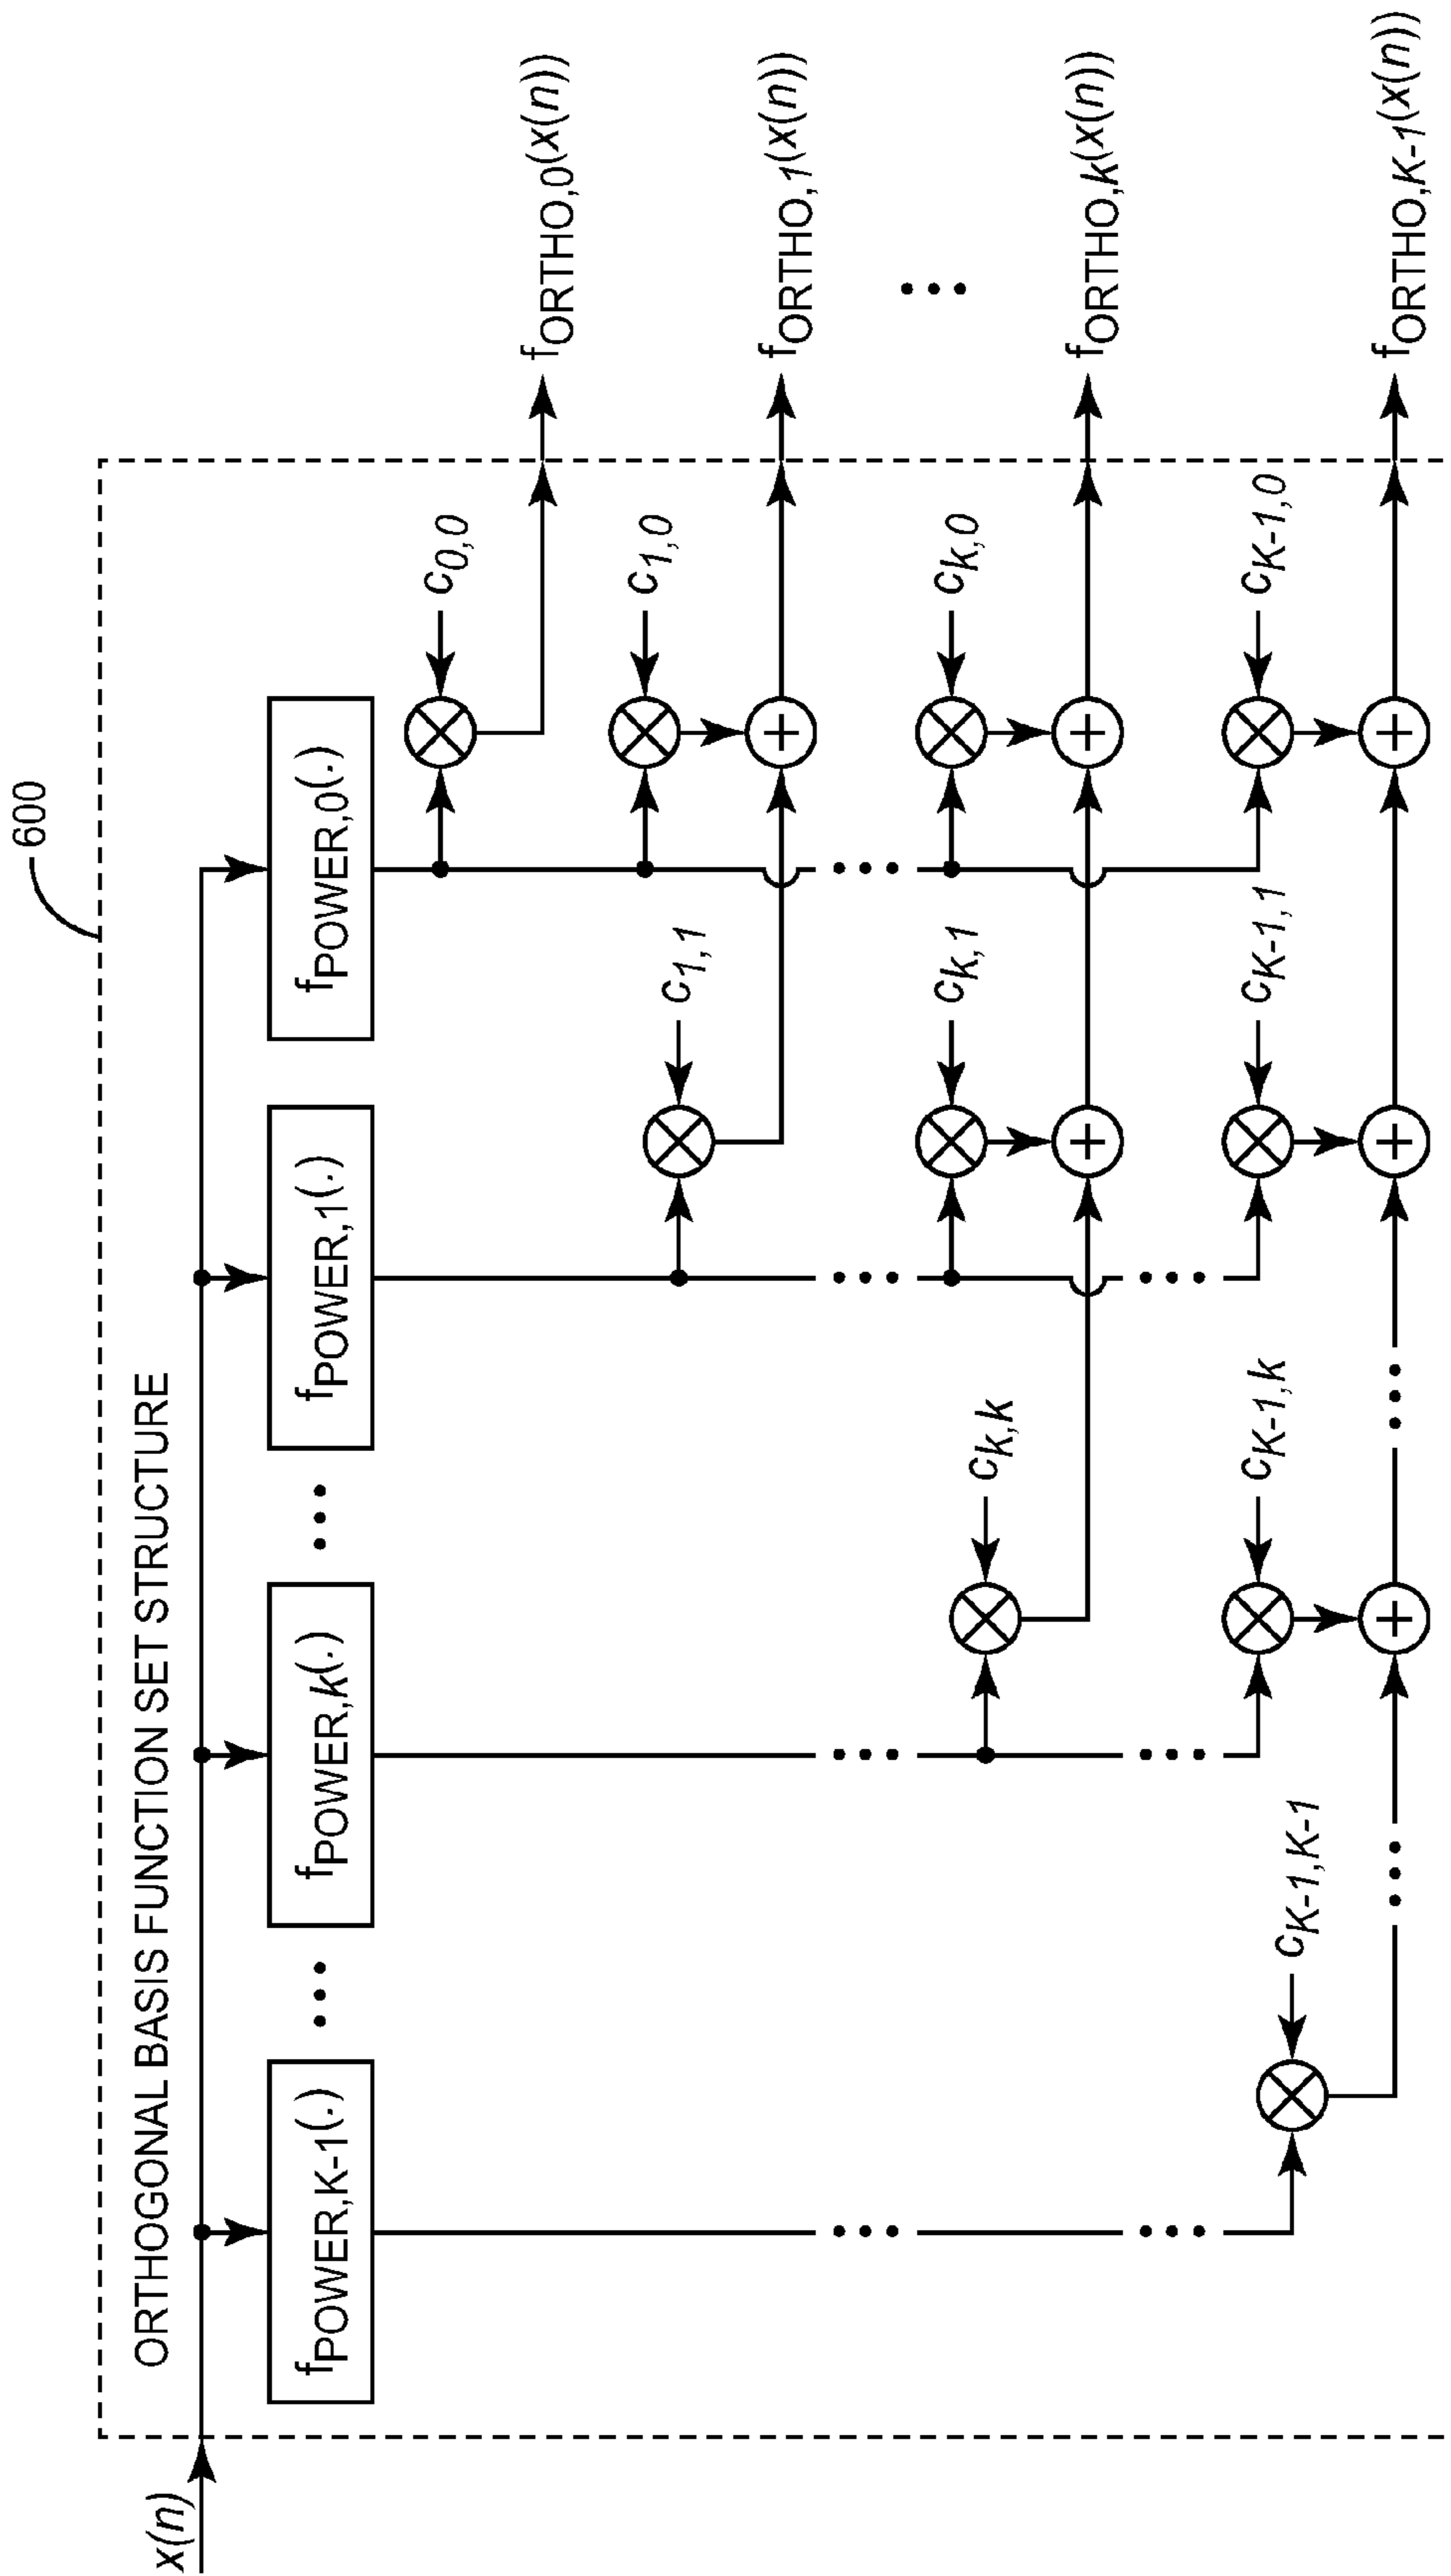 600
x(n)
ORTHOGONAL BASIS FUNCTION SET STRUCTURE
fPOWER,K-1(.)
...
fPOWER,k(.)
...
fPOWER,1(.)
fPOWER,0(.)
c0,0
fORTHO,0(x(n))
c1,1
c1,0
fORTHO,1(x(n))
...
ck,k
ck,1
ck,0
fORTHO,k(x(n))
cK-1,K-1
cK-1,k
cK-1,1
cK-1,0
fORTHO,K-1(x(n))